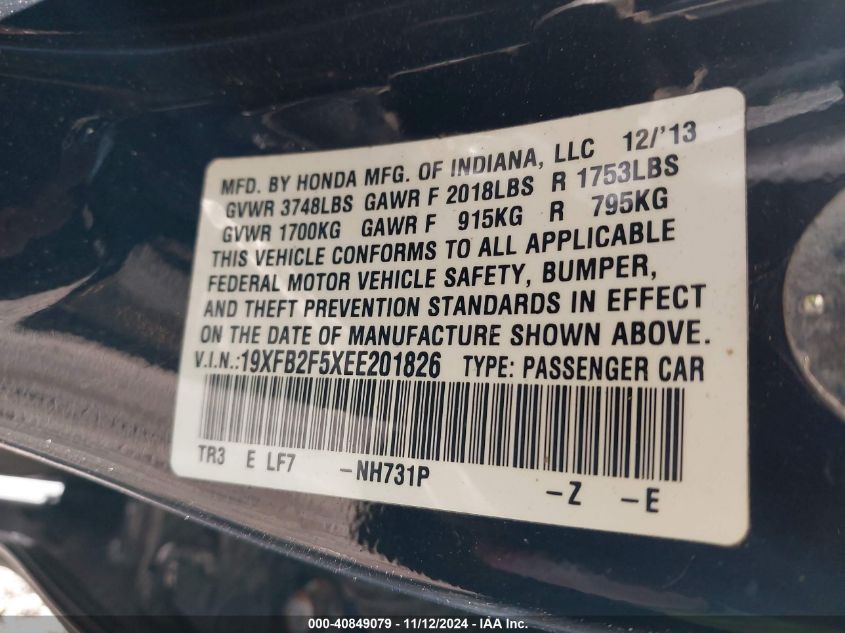 MFD. BY HONDA MFG. OF INDIANA, LLC 12/'13
GVWR 3748LBS GAWR F 2018LBS R 1753LBS
GVWR 1700KG GAWR F 915KG R 795KG
THIS VEHICLE CONFORMS TO ALL APPLICABLE
FEDERAL MOTOR VEHICLE SAFETY, BUMPER,
AND THEFT PREVENTION STANDARDS IN EFFECT
ON THE DATE OF MANUFACTURE SHOWN ABOVE.
V.I.N.:19XFB2F5XEE201826 TYPE: PASSENGER CAR
TR3 E LF7 -NH731P -Z -E
000-40849079 - 11/12/2024 - IAA, Inc.